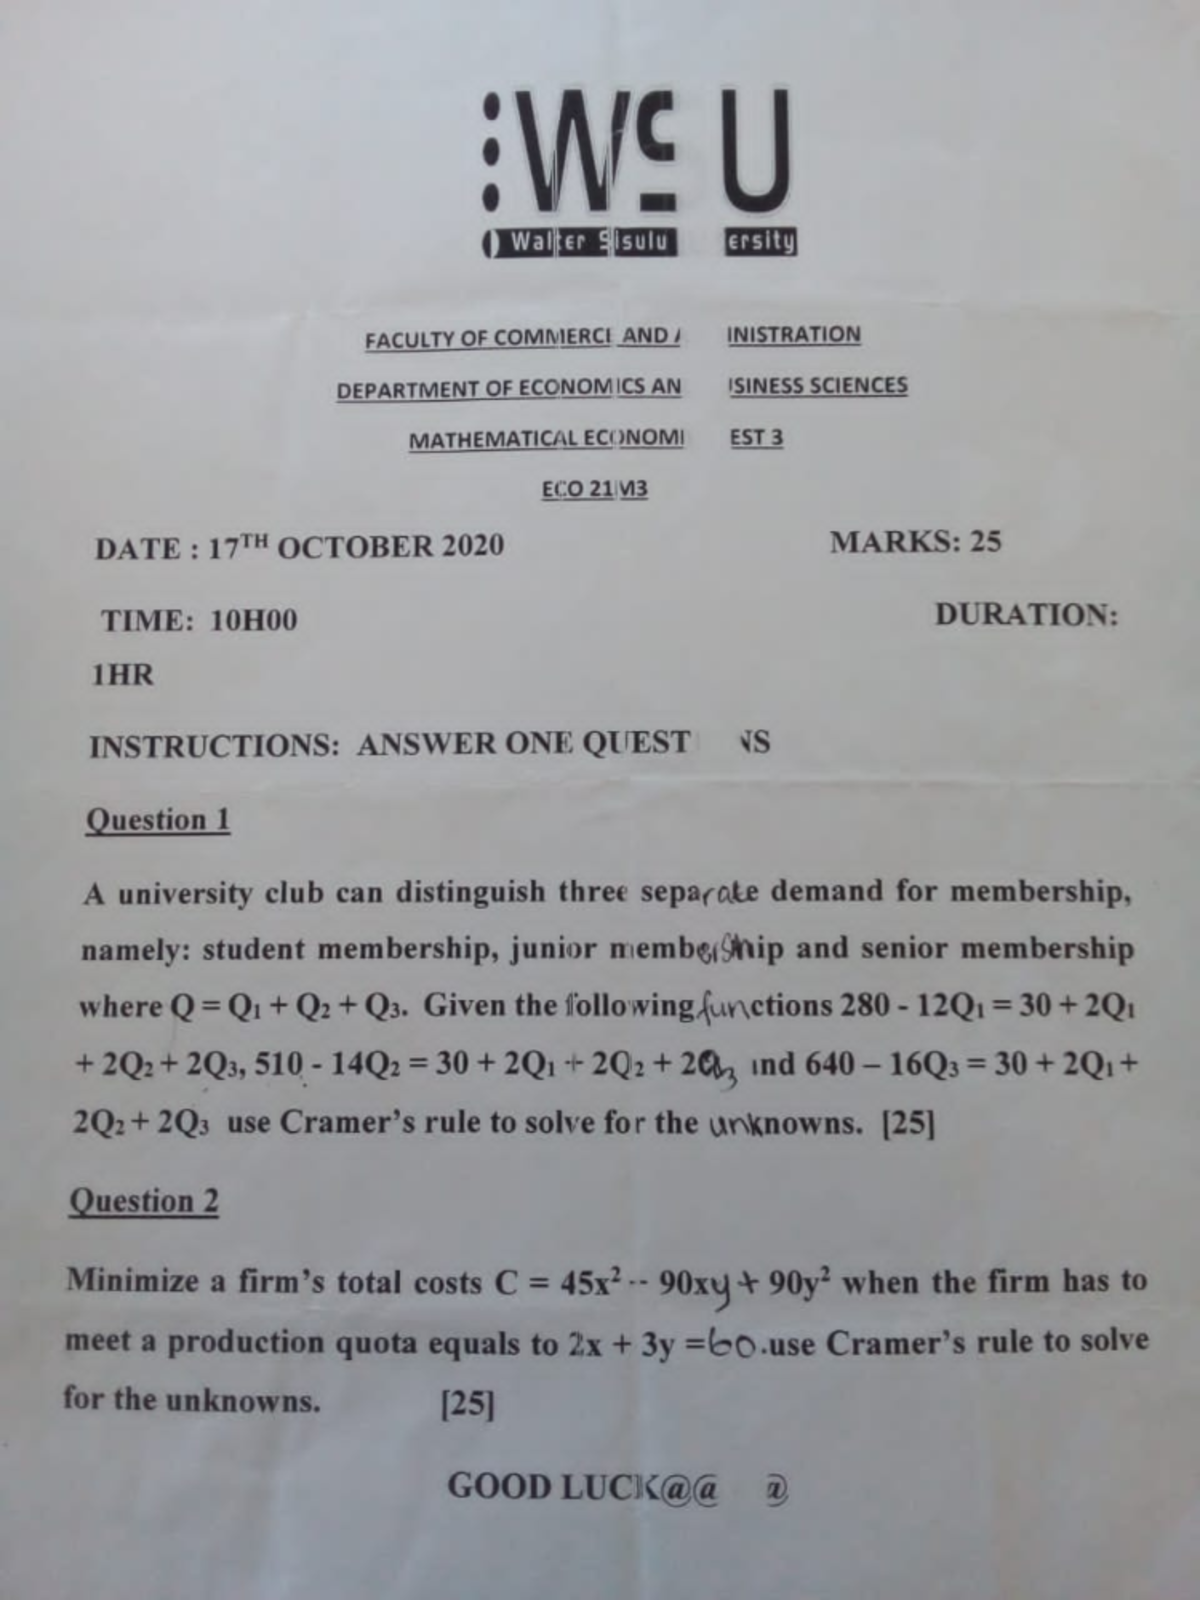 WSU
Walter Sisulu ersity
FACULTY OF COMMERCE AND A INISTRATION
DEPARTMENT OF ECONOMICS AN USINESS SCIENCES
MATHEMATICAL ECONOMI EST 3
ECO 21M3
DATE : 17TH OCTOBER 2020 MARKS: 25
TIME: 10H00 DURATION:
1HR
INSTRUCTIONS: ANSWER ONE QUEST NS
Question 1
A university club can distinguish three separate demand for membership,
namely: student membership, junior membership and senior membership
where Q = Q₁ + Q₂ + Q₃. Given the following functions 280 - 12Q₁ = 30 + 2Q₁
+ 2Q₂ + 2Q₃, 510 - 14Q₂ = 30 + 2Q₁ + 2Q₂ + 2Q₃ and 640 – 16Q₃ = 30 + 2Q₁ +
2Q₂ + 2Q₃ use Cramer's rule to solve for the unknowns. [25]
Question 2
Minimize a firm's total costs C = 45x² - 90xy + 90y² when the firm has to
meet a production quota equals to 2x + 3y =60.use Cramer's rule to solve
for the unknowns. [25]
GOOD LUCK@@ @